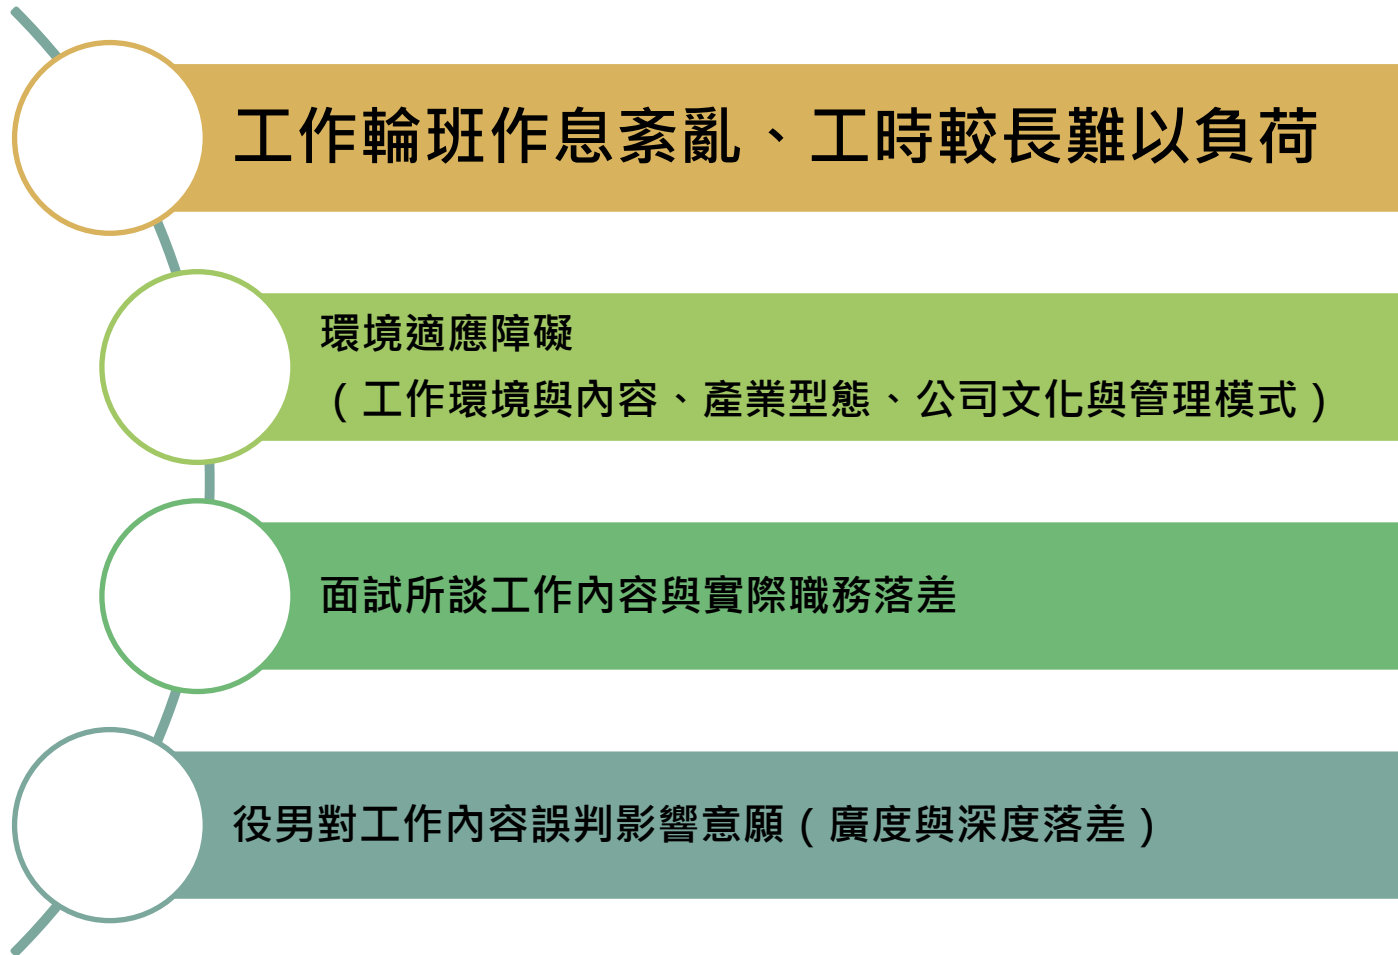 工作輪班作息紊亂、工時較長難以負荷
環境適應障礙
（工作環境與內容、產業型態、公司文化與管理模式）
面試所談工作內容與實際職務落差
役男對工作內容誤判影響意願（廣度與深度落差）